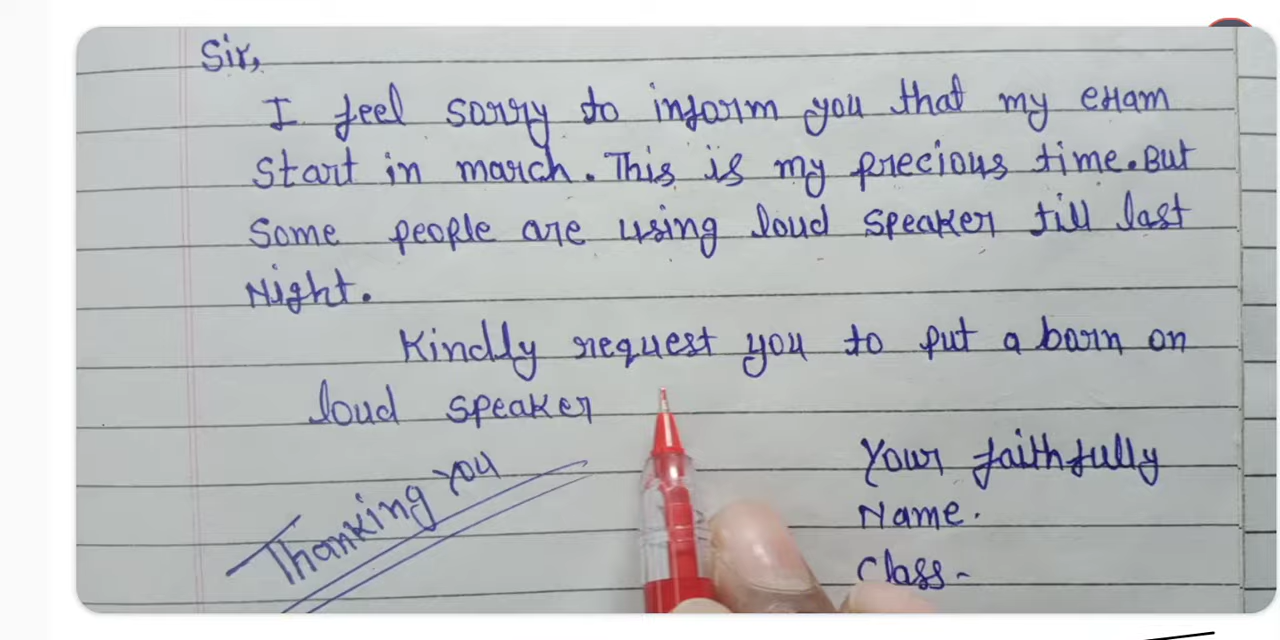 Sir,
I feel sorry to inform you that my exam
start in march. This is my precious time. But
some people are using loud speaker till last
Night.
Kindly request you to put a barn on
loud speaker
Thanking you
Your faithfully
Name.
Class-